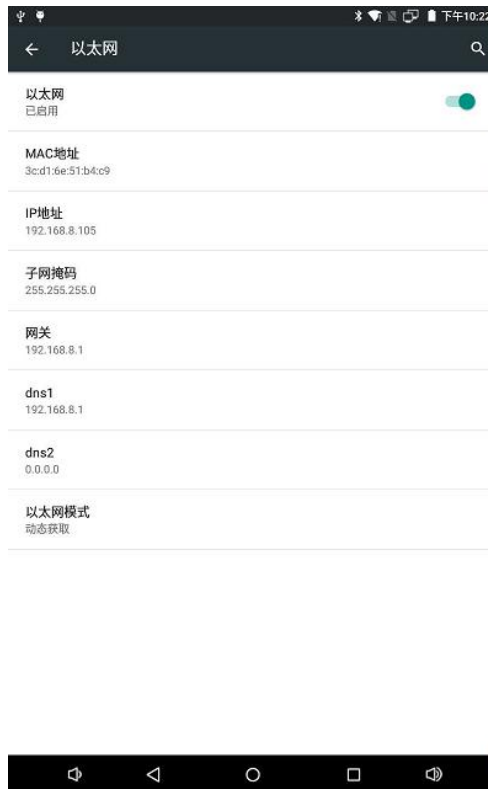 下午10:22
以太网
以太网
已启用
MAC地址
3c:d1:6e:51:b4:c9
IP地址
192.168.8.105
子网掩码
255.255.255.0
网关
192.168.8.1
dns1
192.168.8.1
dns2
0.0.0.0
以太网模式
动态获取